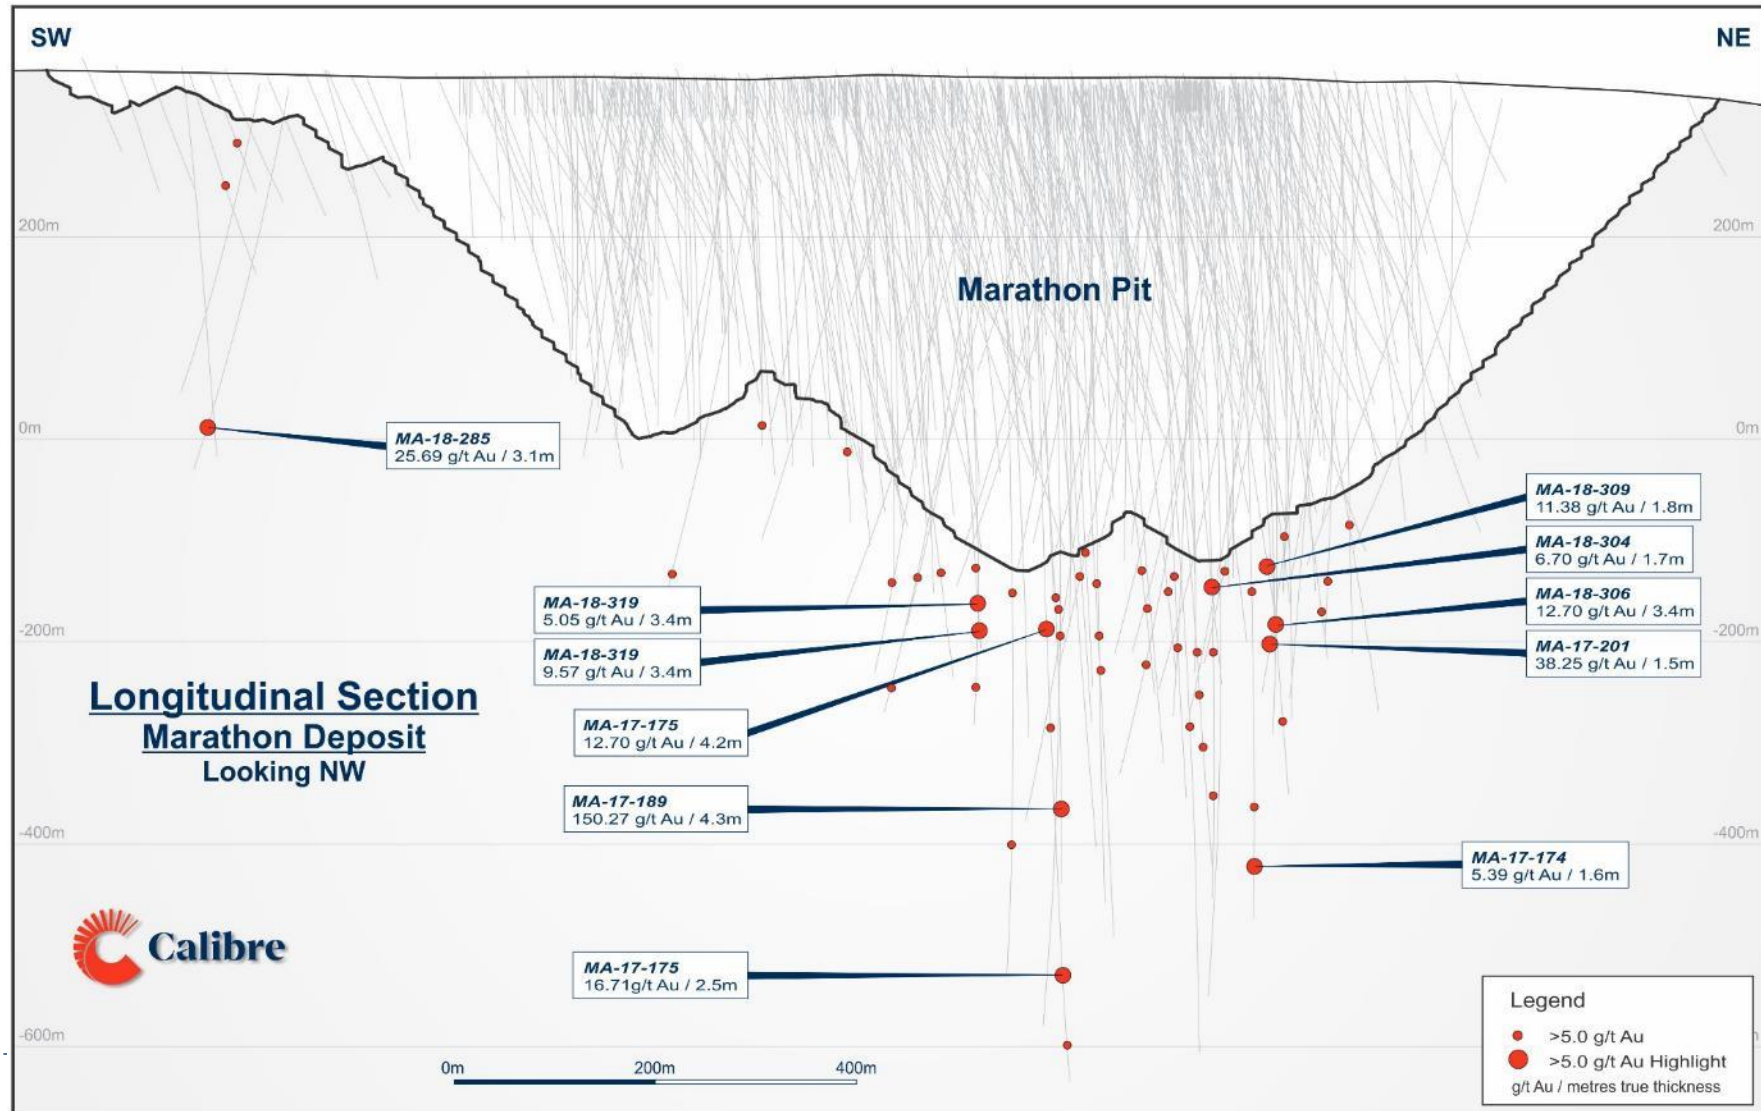 SW
NE
200m
200m
Marathon Pit
0m
0m
MA-18-285
25.69 g/t Au / 3.1m
MA-18-309
11.38 g/t Au / 1.8m
MA-18-304
6.70 g/t Au / 1.7m
MA-18-306
12.70 g/t Au / 3.4m
MA-17-201
38.25 g/t Au / 1.5m
MA-18-319
5.05 g/t Au / 3.4m
MA-18-319
9.57 g/t Au / 3.4m
-200m
-200m
Longitudinal Section
Marathon Deposit
Looking NW
MA-17-175
12.70 g/t Au / 4.2m
MA-17-189
150.27 g/t Au / 4.3m
-400m
-400m
MA-17-174
5.39 g/t Au / 1.6m
Calibre
MA-17-175
16.71g/t Au / 2.5m
-600m
0m
200m
400m
Legend
>5.0 g/t Au
>5.0 g/t Au Highlight
g/t Au / metres true thickness